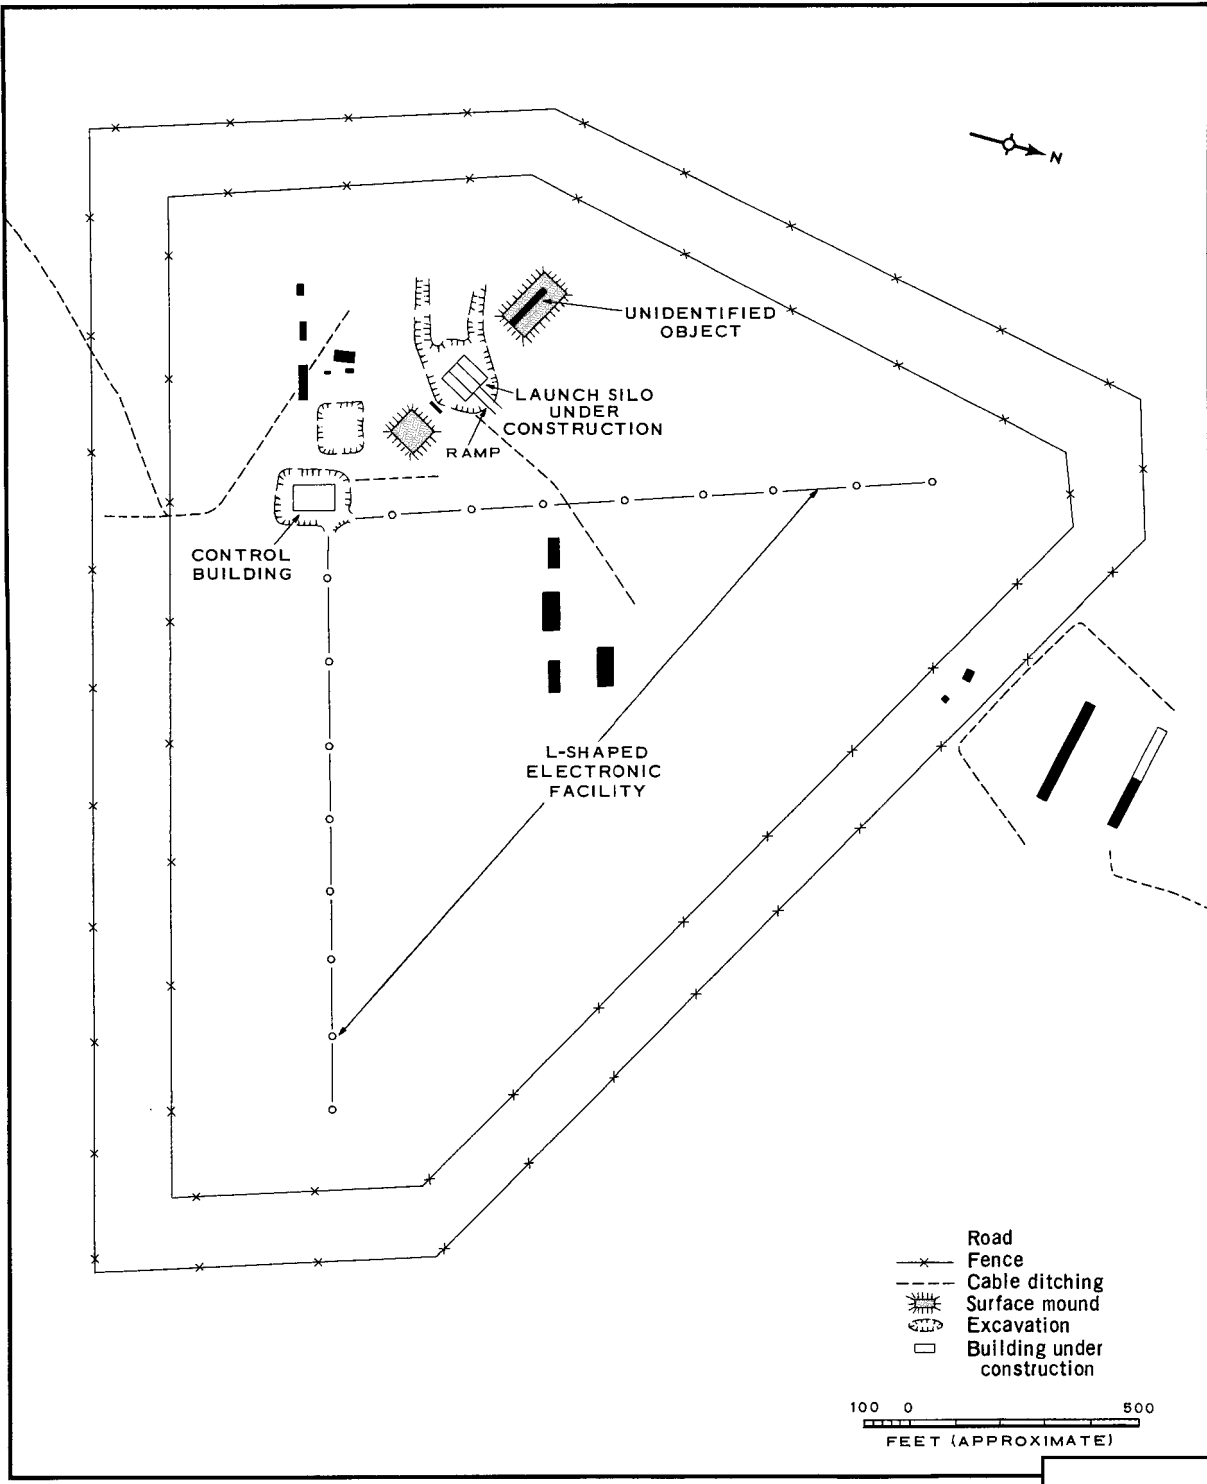 N
UNIDENTIFIED
OBJECT
LAUNCH SILO
UNDER
CONSTRUCTION
RAMP
CONTROL
BUILDING
L-SHAPED
ELECTRONIC
FACILITY
Road
Fence
Cable ditching
Surface mound
Excavation
Building under
construction
100 0 500
FEET (APPROXIMATE)